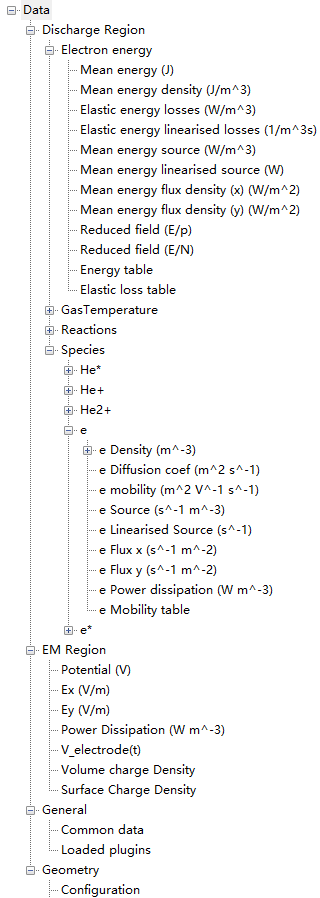 Data
Discharge Region
Electron energy
Mean energy (J)
Mean energy density (J/m^3)
Elastic energy losses (W/m^3)
Elastic energy linearised losses (1/m^3s)
Mean energy source (W/m^3)
Mean energy linearised source (W)
Mean energy flux density (x) (W/m^2)
Mean energy flux density (y) (W/m^2)
Reduced field (E/p)
Reduced field (E/N)
Energy table
Elastic loss table
GasTemperature
Reactions
Species
He*
He+
He2+
e
e Density (m^-3)
e Diffusion coef (m^2 s^-1)
e mobility (m^2 V^-1 s^-1)
e Source (s^-1 m^-3)
e Linearised Source (s^-1)
e Flux x (s^-1 m^-2)
e Flux y (s^-1 m^-2)
e Power dissipation (W m^-3)
e Mobility table
e*
EM Region
Potential (V)
Ex (V/m)
Ey (V/m)
Power Dissipation (W m^-3)
V_electrode(t)
Volume charge Density
Surface Charge Density
General
Common data
Loaded plugins
Geometry
Configuration